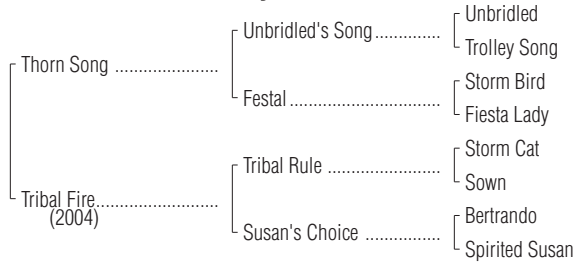 Unbridled
Unbridled's Song ..............
Trolley Song
Thorn Song ......................
Storm Bird
Festal ................................
Fiesta Lady
Storm Cat
Tribal Rule ........................
Sown
Tribal Fire..........................
(2004)
Bertrando
Susan's Choice ................
Spirited Susan